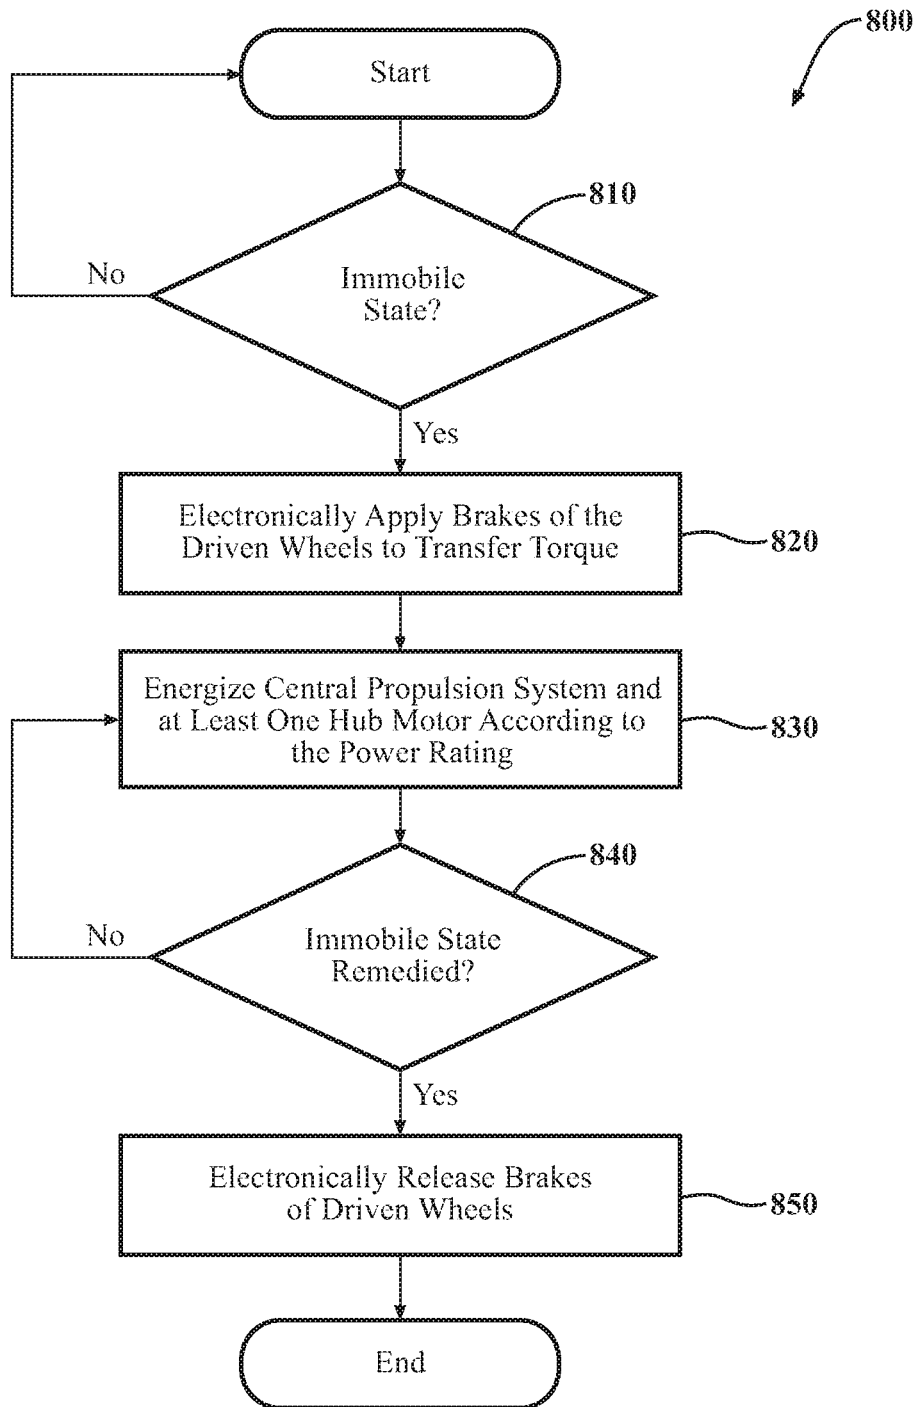 800
Start
810
Immobile
State?
No
Yes
Electronically Apply Brakes of the
Driven Wheels to Transfer Torque
820
Energize Central Propulsion System and
at Least One Hub Motor According to
the Power Rating
830
840
Immobile State
Remedied?
No
Yes
Electronically Release Brakes
of Driven Wheels
850
End